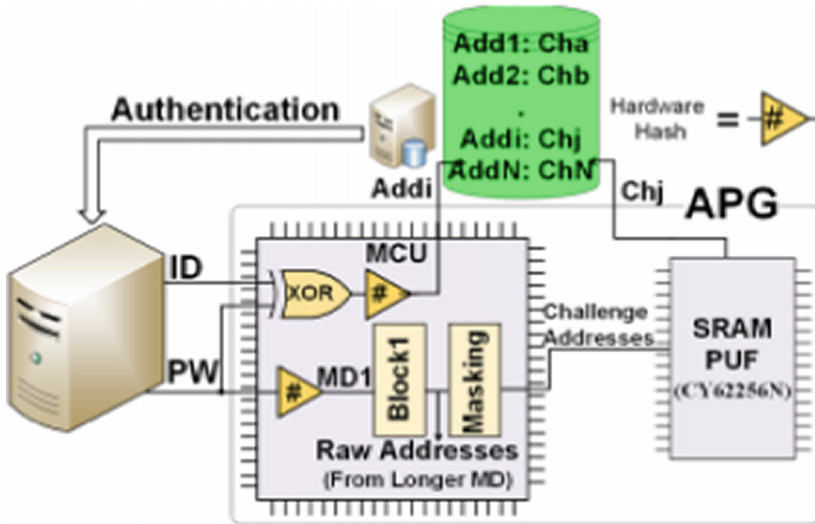 Add1: Cha
Add2: Chb
.
Addi: Chj
AddN: ChN
Hardware
Hash
=
#
Authentication
Addi
Chj
APG
ID
MCU
XOR
#
Challenge
Addresses
SRAM
PUF
(CY62256N)
PW
#
MD1
Block1
Masking
Raw Addresses
(From Longer MD)